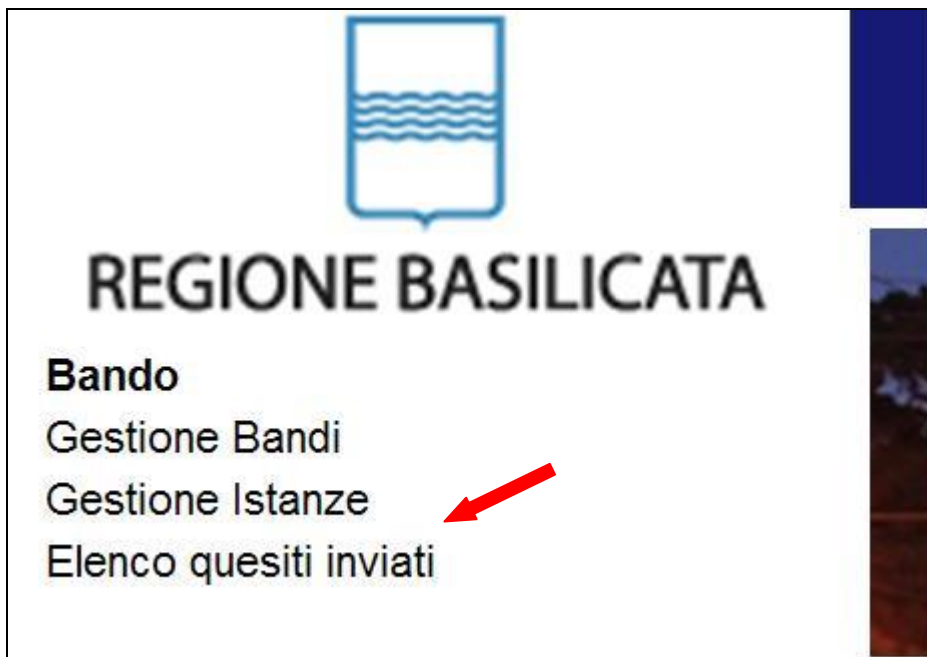 REGIONE BASILICATA
Bando
Gestione Bandi
Gestione Istanze
Elenco quesiti inviati